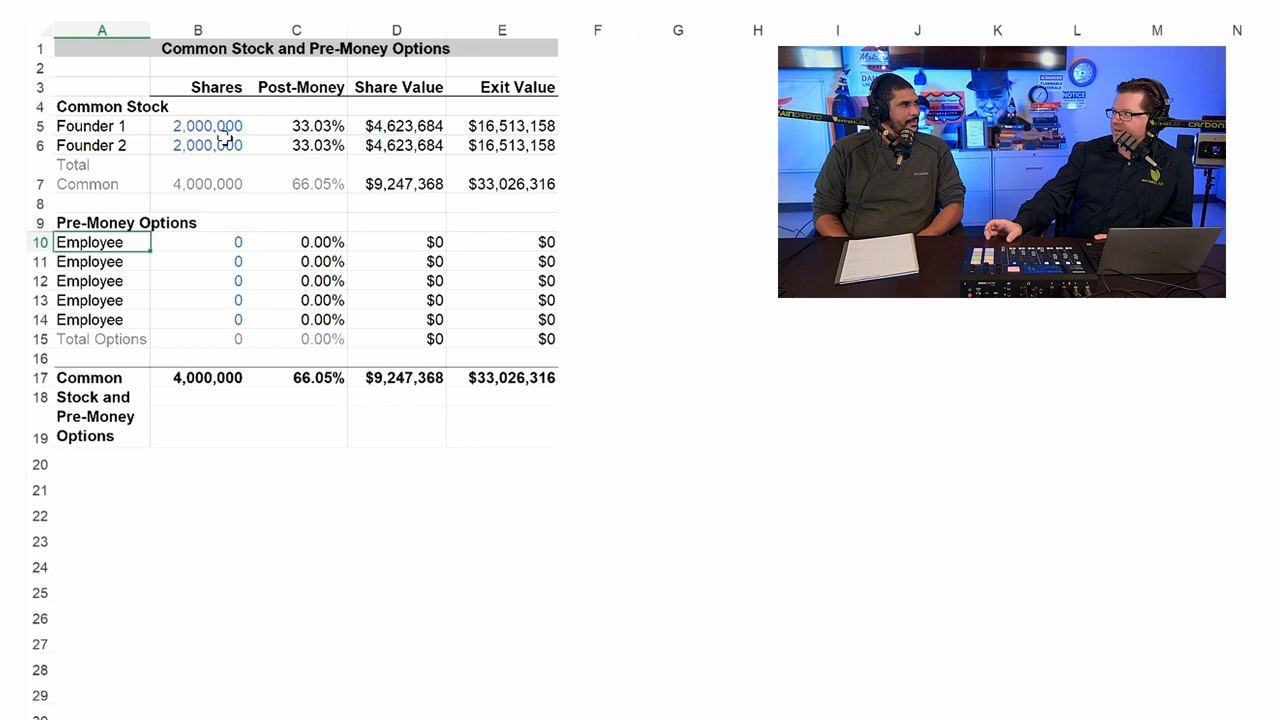 A B C D E F G H I J K L M N
1 Common Stock and Pre-Money Options
2
3 Shares Post-Money Share Value Exit Value
4 Common Stock
5 Founder 1 2,000,000 33.03% $4,623,684 $16,513,158
6 Founder 2 2,000,000 33.03% $4,623,684 $16,513,158
Total
7 Common 4,000,000 66.05% $9,247,368 $33,026,316
8
9 Pre-Money Options
10 Employee 0 0.00% $0 $0
11 Employee 0 0.00% $0 $0
12 Employee 0 0.00% $0 $0
13 Employee 0 0.00% $0 $0
14 Employee 0 0.00% $0 $0
15 Total Options 0 0.00% $0 $0
16
17 Common 4,000,000 66.05% $9,247,368 $33,026,316
18 Stock and
Pre-Money
19 Options
20
21
22
23
24
25
26
27
28
29
DANGER
NOTICE